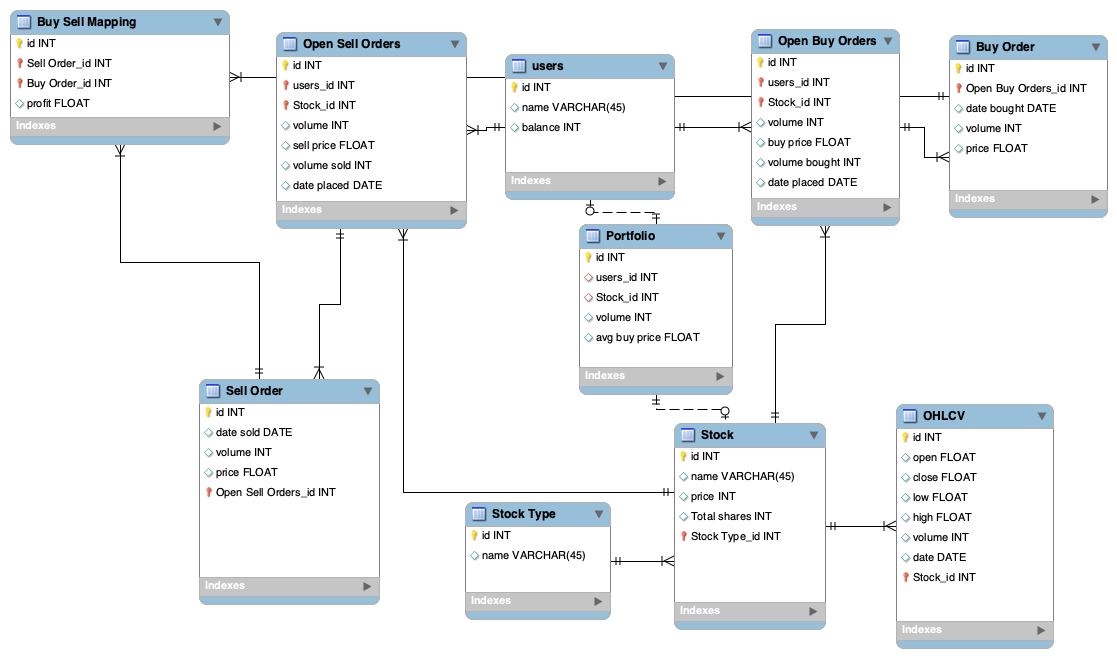 Buy Sell Mapping
id INT
Sell Order_id INT
Buy Order_id INT
profit FLOAT
Indexes
Open Sell Orders
id INT
users_id INT
Stock_id INT
volume INT
sell price FLOAT
volume sold INT
date placed DATE
Indexes
users
id INT
name VARCHAR(45)
balance INT
Indexes
Open Buy Orders
id INT
users_id INT
Stock_id INT
volume INT
buy price FLOAT
volume bought INT
date placed DATE
Indexes
Buy Order
id INT
Open Buy Orders_id INT
date bought DATE
volume INT
price FLOAT
Indexes
Portfolio
id INT
users_id INT
Stock_id INT
volume INT
avg buy price FLOAT
Indexes
Sell Order
id INT
date sold DATE
volume INT
price FLOAT
Open Sell Orders_id INT
Indexes
Stock Type
id INT
name VARCHAR(45)
Indexes
Stock
id INT
name VARCHAR(45)
price INT
Total shares INT
Stock Type_id INT
Indexes
OHLCV
id INT
open FLOAT
close FLOAT
low FLOAT
high FLOAT
volume INT
date DATE
Stock_id INT
Indexes